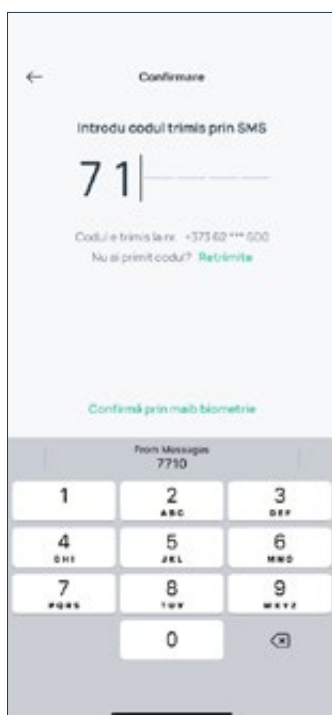 Confirmare
Introdu codul trimis prin SMS
71
Codul e trimis la nr. +373 62 *** 600
Nu ai primit codul? Retrimite
Confirmă prin maib biometrie
From Messages
7710
1
2 ABC
3 DEF
4 GHI
5 JKL
6 MNO
7 PQRS
8 TUV
9 WXYZ
0